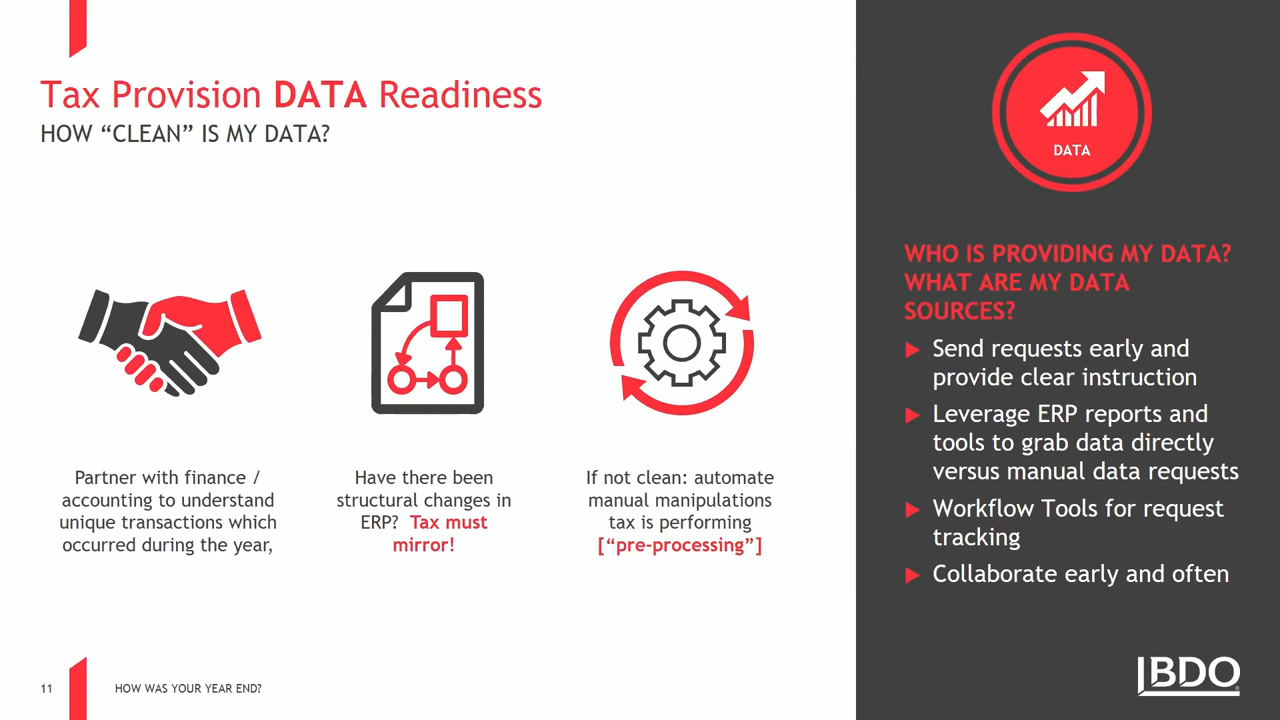 Tax Provision DATA Readiness
HOW “CLEAN” IS MY DATA?
Partner with finance /
accounting to understand
unique transactions which
occurred during the year,
Have there been
structural changes in
ERP? Tax must
mirror!
If not clean: automate
manual manipulations
tax is performing
[“pre-processing”]
DATA
WHO IS PROVIDING MY DATA?
WHAT ARE MY DATA
SOURCES?
Send requests early and
provide clear instruction
Leverage ERP reports and
tools to grab data directly
versus manual data requests
Workflow Tools for request
tracking
Collaborate early and often
11
HOW WAS YOUR YEAR END?
BDO